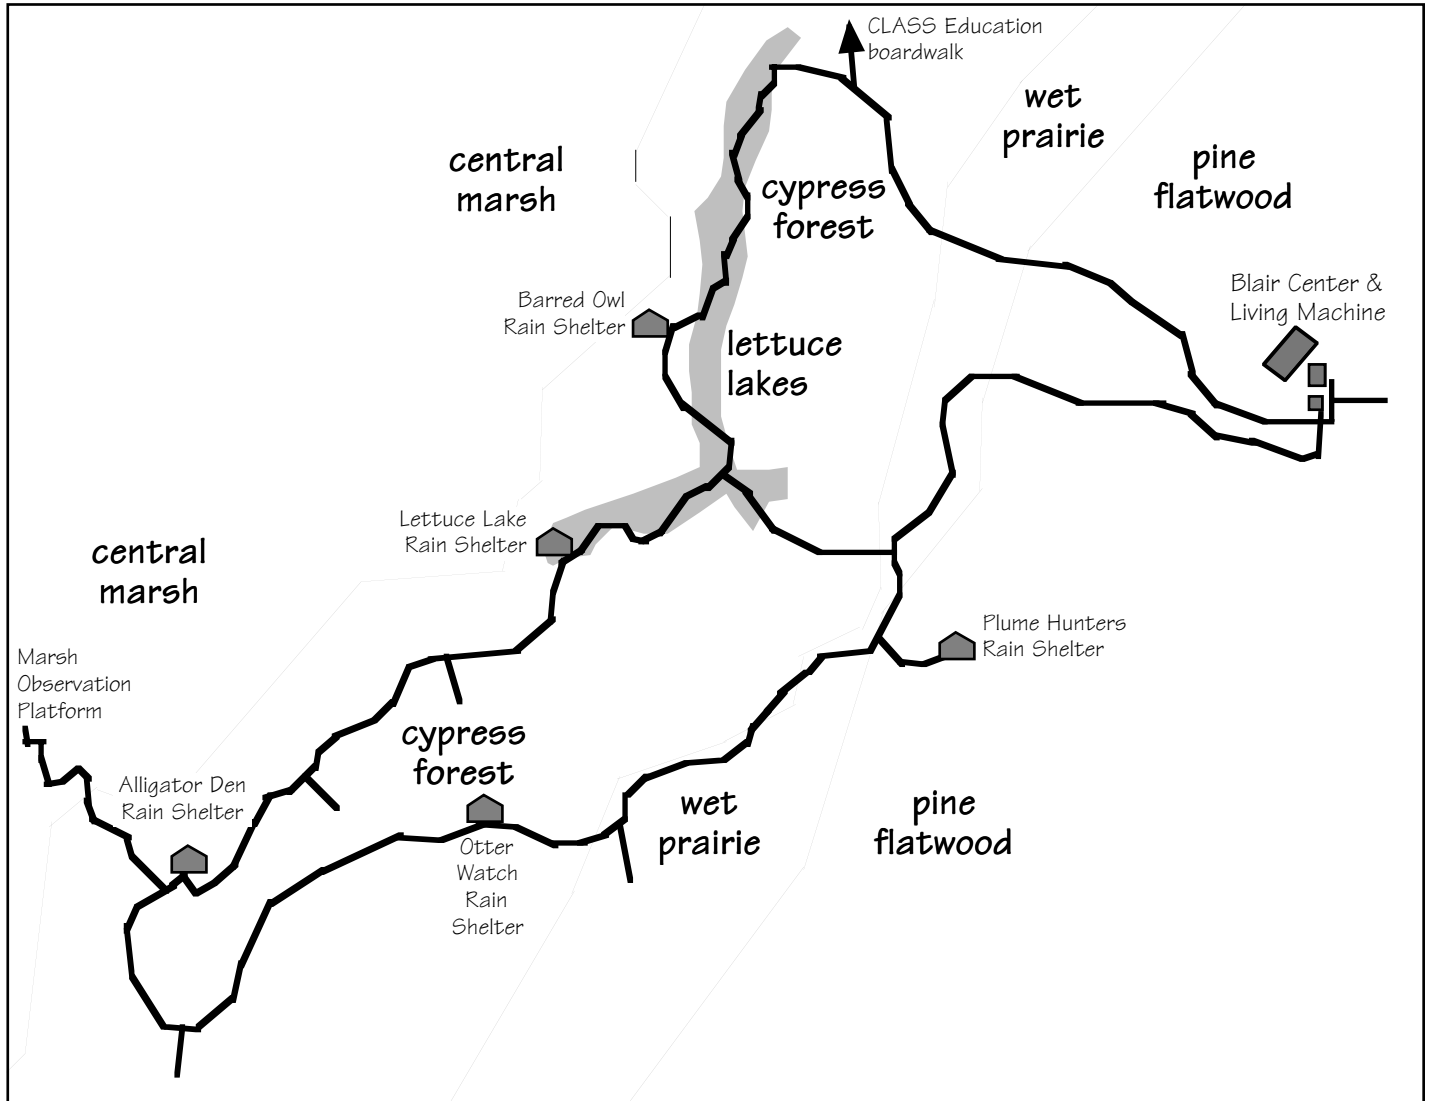 CLASS Education
boardwalk
wet
prairie
central
marsh
pine
flatwood
cypress
forest
Blair Center &
Living Machine
Barred Owl
Rain Shelter
lettuce
lakes
Lettuce Lake
Rain Shelter
central
marsh
Plume Hunters
Rain Shelter
Marsh
Observation
Platform
cypress
forest
Alligator Den
Rain Shelter
wet
prairie
pine
flatwood
Otter
Watch
Rain
Shelter